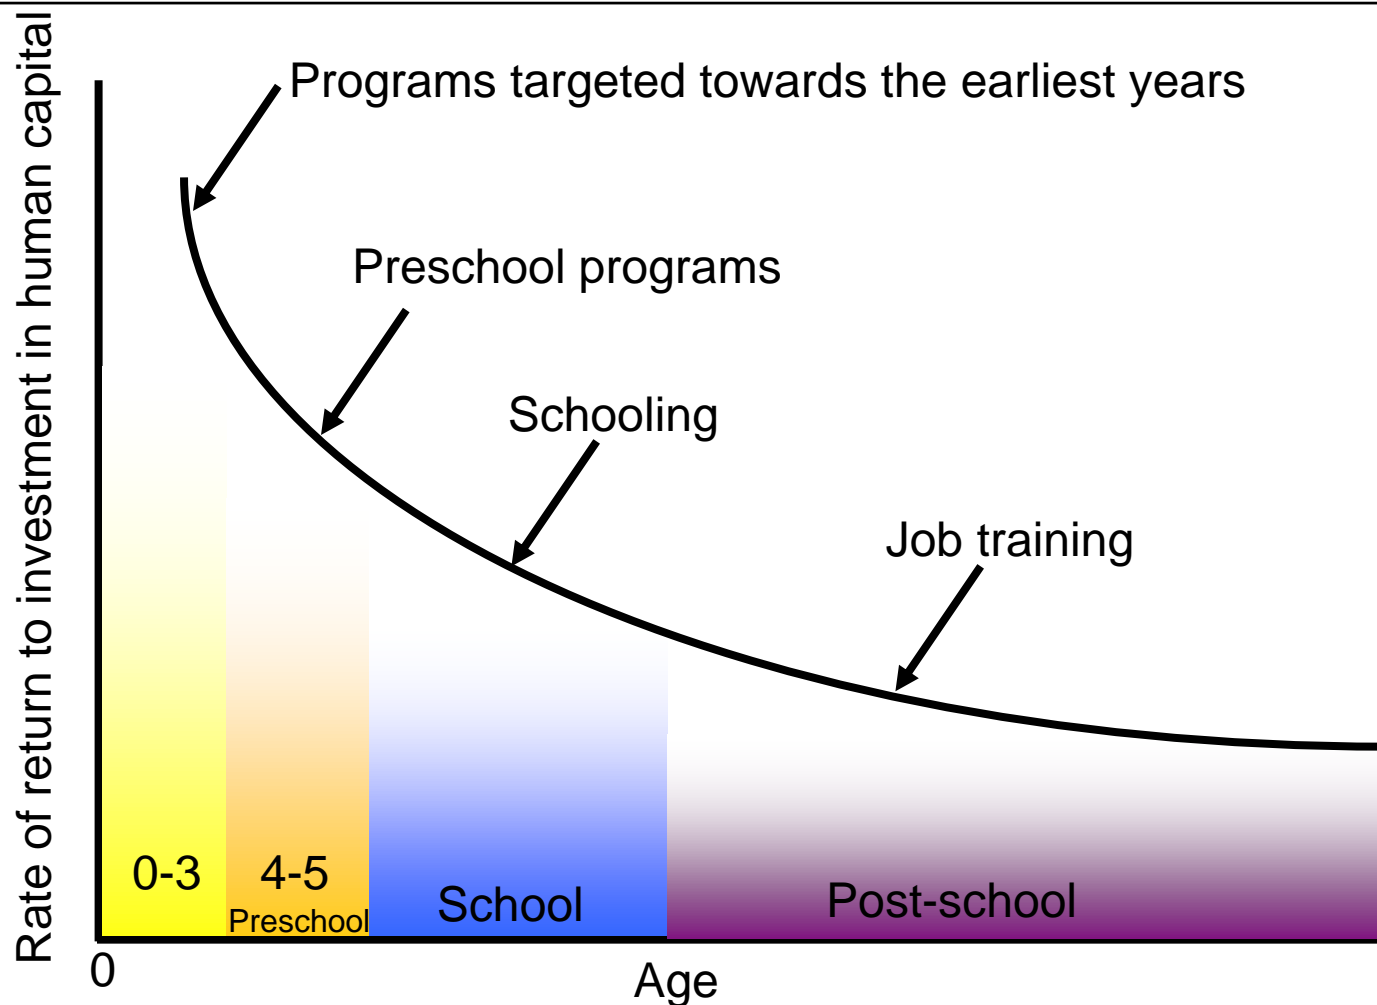 Rate of return to investment in human capital
Programs targeted towards the earliest years
Preschool programs
Schooling
Job training
0-3
4-5
Preschool
School
Post-school
0
Age